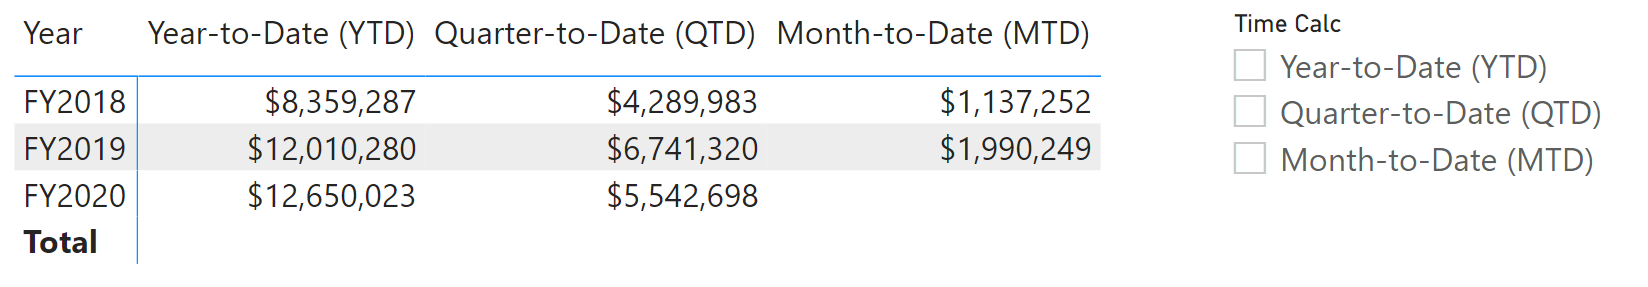 Year Year-to-Date (YTD) Quarter-to-Date (QTD) Month-to-Date (MTD)
FY2018 $8,359,287 $4,289,983 $1,137,252
FY2019 $12,010,280 $6,741,320 $1,990,249
FY2020 $12,650,023 $5,542,698
Total
Time Calc
Year-to-Date (YTD)
Quarter-to-Date (QTD)
Month-to-Date (MTD)